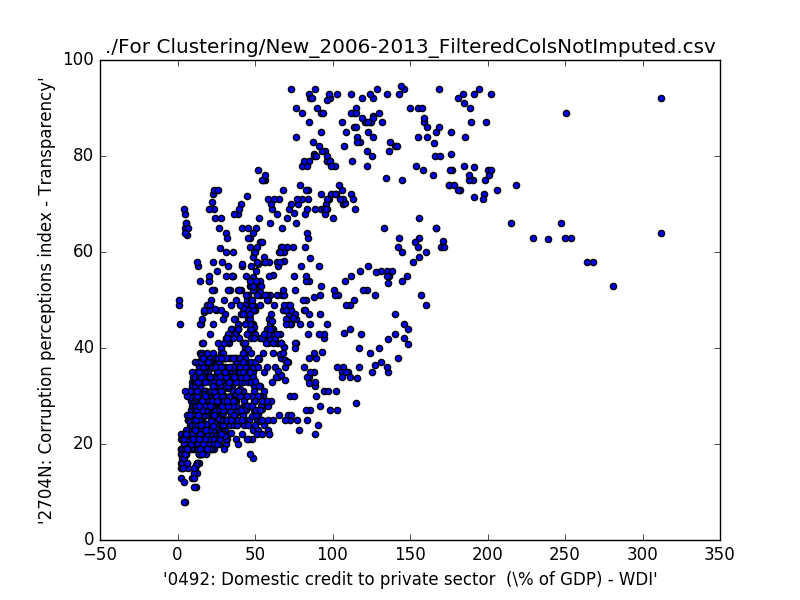 ./For Clustering/New_2006-2013_FilteredColsNotImputed.csv
'2704N: Corruption perceptions index - Transparency'
100
80
60
40
20
0
−50 0 50 100 150 200 250 300 350
'0492: Domestic credit to private sector  (\% of GDP) - WDI'